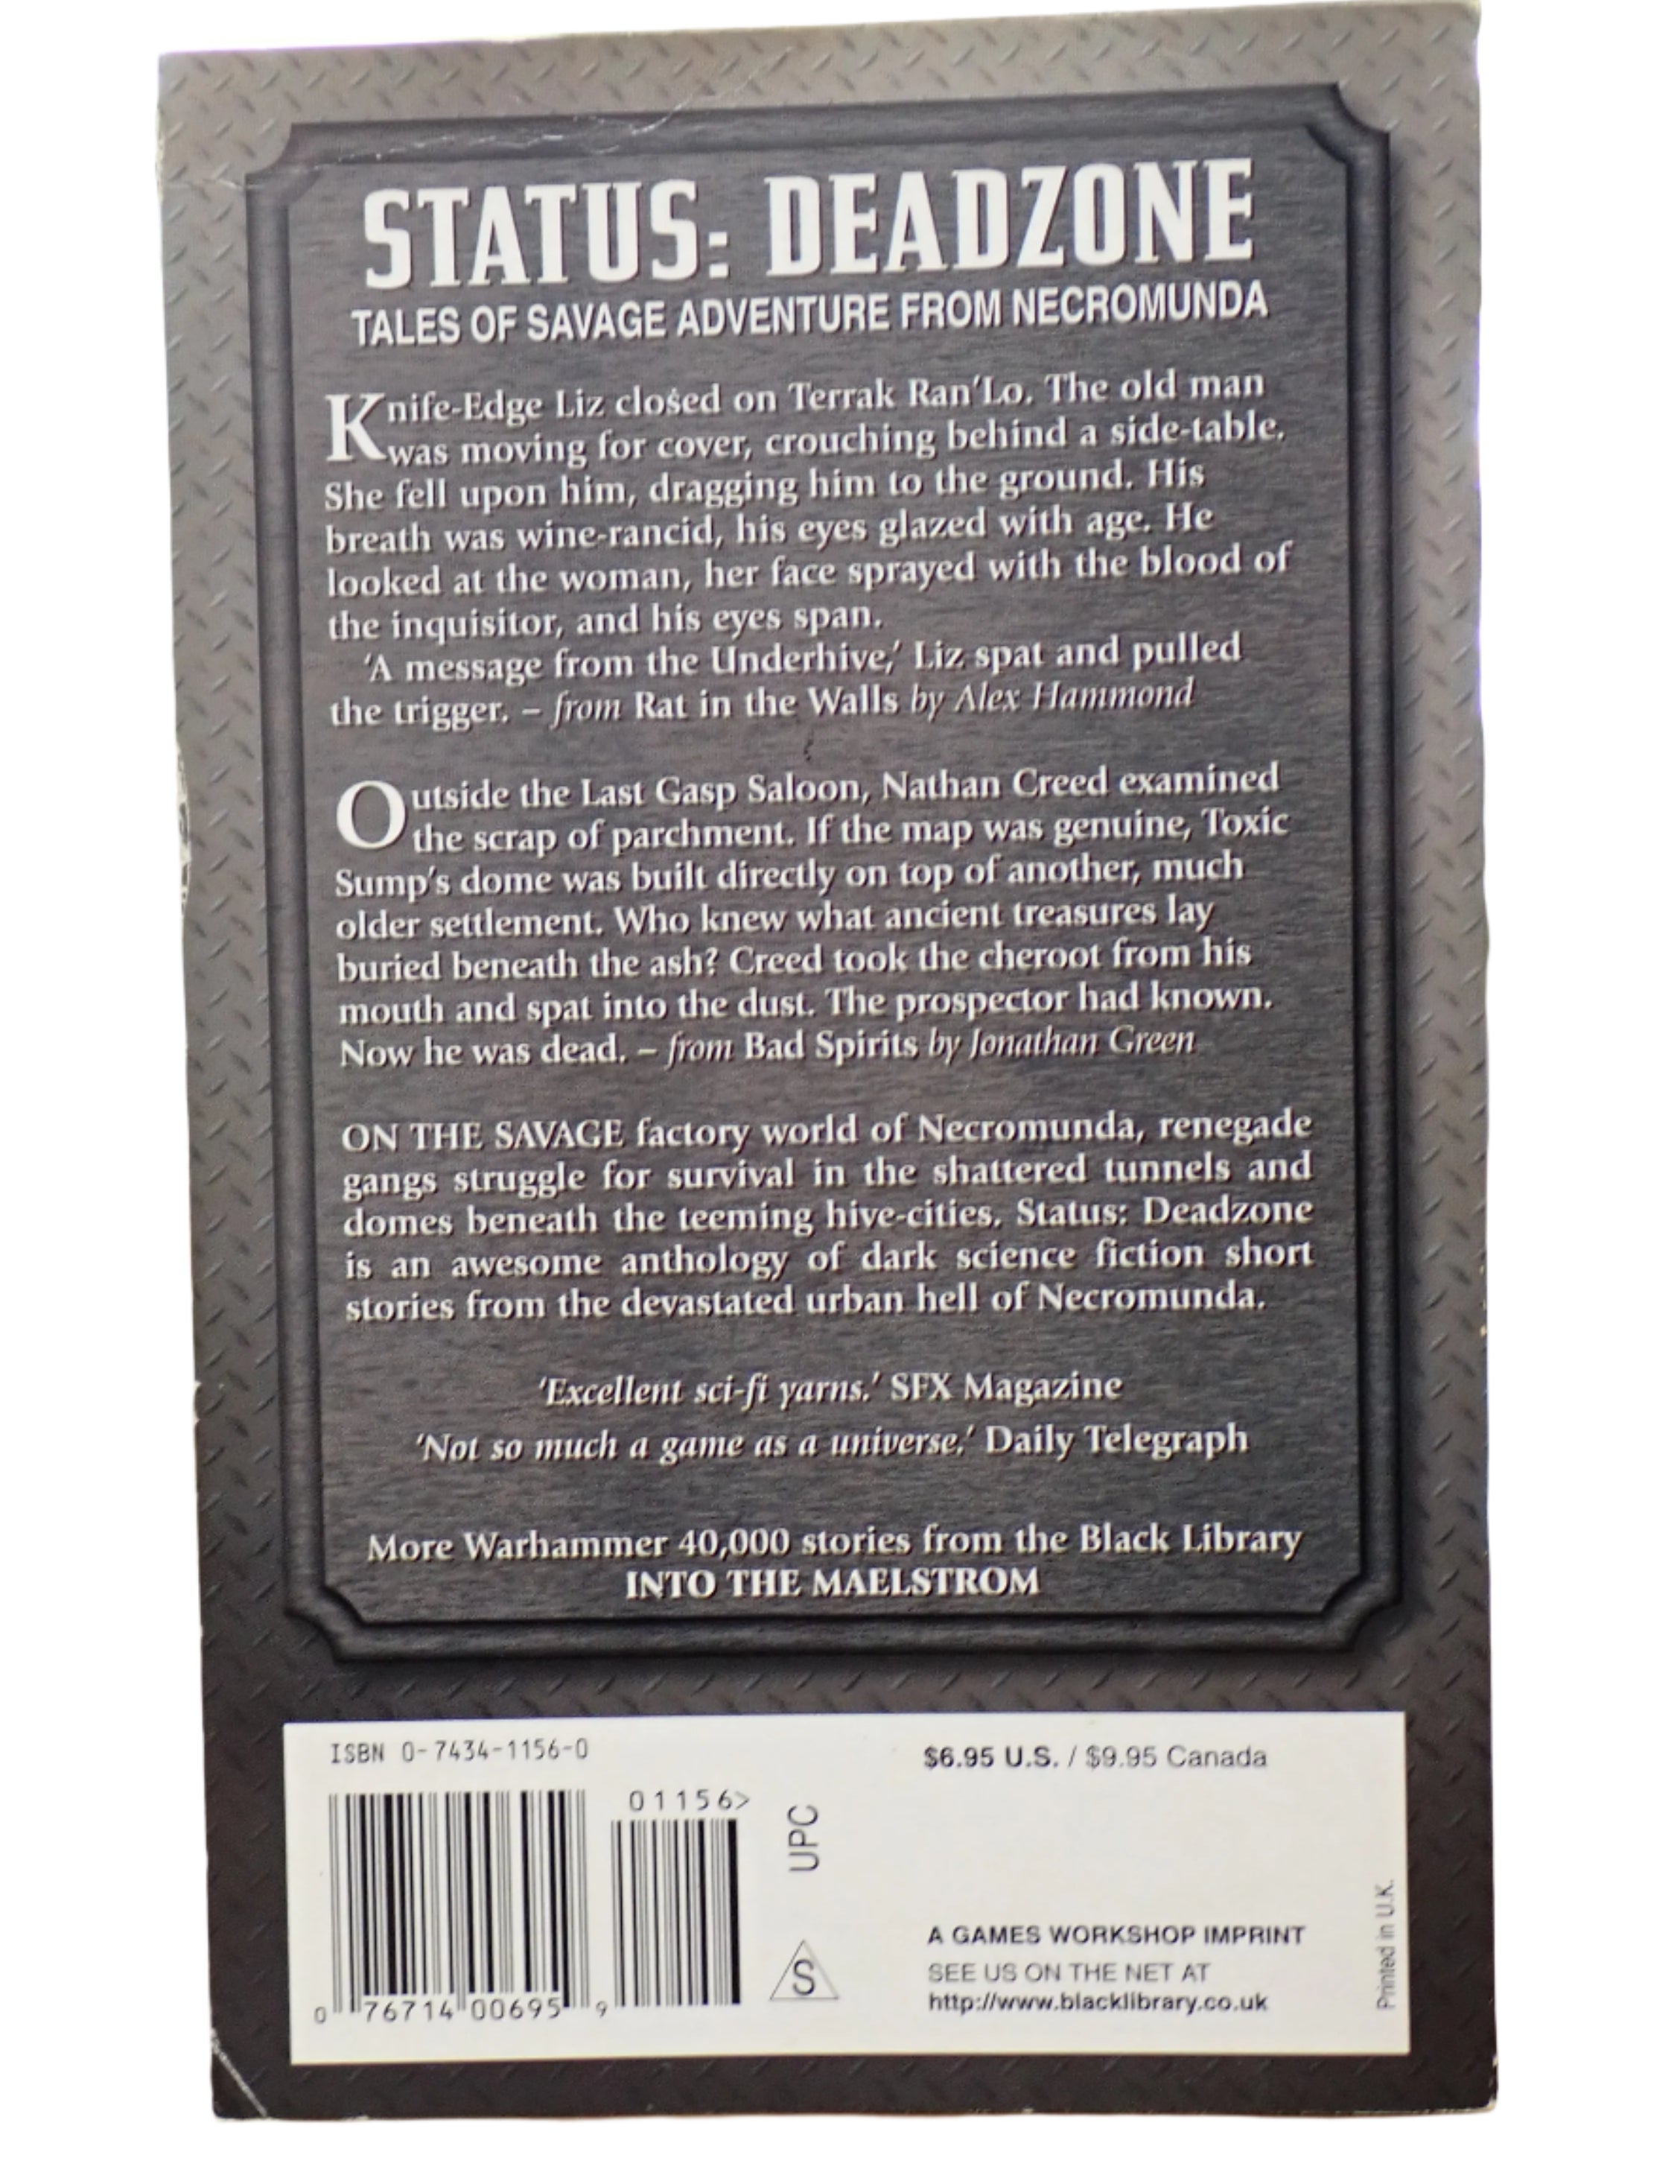 STATUS: DEADZONE
TALES OF SAVAGE ADVENTURE FROM NECROMUNDA
Knife-Edge Liz closed on Terrak Ran'Lo. The old man
was moving for cover, crouching behind a side-table.
She fell upon him, dragging him to the ground. His
breath was wine-rancid, his eyes glazed with age. He
looked at the woman, her face sprayed with the blood of
the inquisitor, and his eyes span.
'A message from the Underhive,' Liz spat and pulled
the trigger. – from Rat in the Walls by Alex Hammond
Outside the Last Gasp Saloon, Nathan Creed examined
the scrap of parchment. If the map was genuine, Toxic
Sump's dome was built directly on top of another, much
older settlement. Who knew what ancient treasures lay
buried beneath the ash? Creed took the cheroot from his
mouth and spat into the dust. The prospector had known.
Now he was dead. – from Bad Spirits by Jonathan Green
ON THE SAVAGE factory world of Necromunda, renegade
gangs struggle for survival in the shattered tunnels and
domes beneath the teeming hive-cities. Status: Deadzone
is an awesome anthology of dark science fiction short
stories from the devastated urban hell of Necromunda.
'Excellent sci-fi yarns.' SFX Magazine
'Not so much a game as a universe.' Daily Telegraph
More Warhammer 40,000 stories from the Black Library
INTO THE MAELSTROM
ISBN 0-7434-1156-0
01156>
0 76714 00695 9
UPC
S
$6.95 U.S. / $9.95 Canada
A GAMES WORKSHOP IMPRINT
SEE US ON THE NET AT
http://www.blacklibrary.co.uk
Printed in U.K.